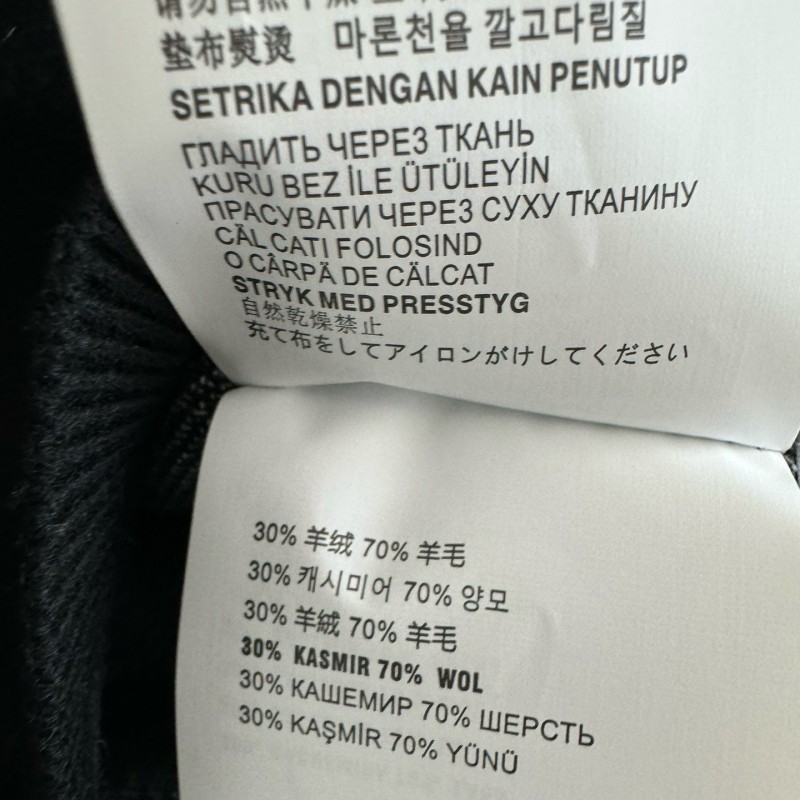 垫布熨烫 마론천율 깔고다림질
SETRIKA DENGAN KAIN PENUTUP
ГЛАДИТЬ ЧЕРЕЗ ТКАНЬ
KURU BEZ İLE ÜTÜLEYİN
ПРАСУВАТИ ЧЕРЕЗ СУХУ ТКАНИНУ
CĂLCATI FOLOSIND
O CÂRPĂ DE CĂLCAT
STRYK MED PRESSTYG
自然乾燥禁止
充て布をしてアイロンがけしてください
30% 羊绒 70% 羊毛
30% 캐시미어 70% 양모
30% 羊絨 70% 羊毛
30% KASMIR 70% WOL
30% КАШЕМИР 70% ШЕРСТЬ
30% KAŞMİR 70% YÜNÜ